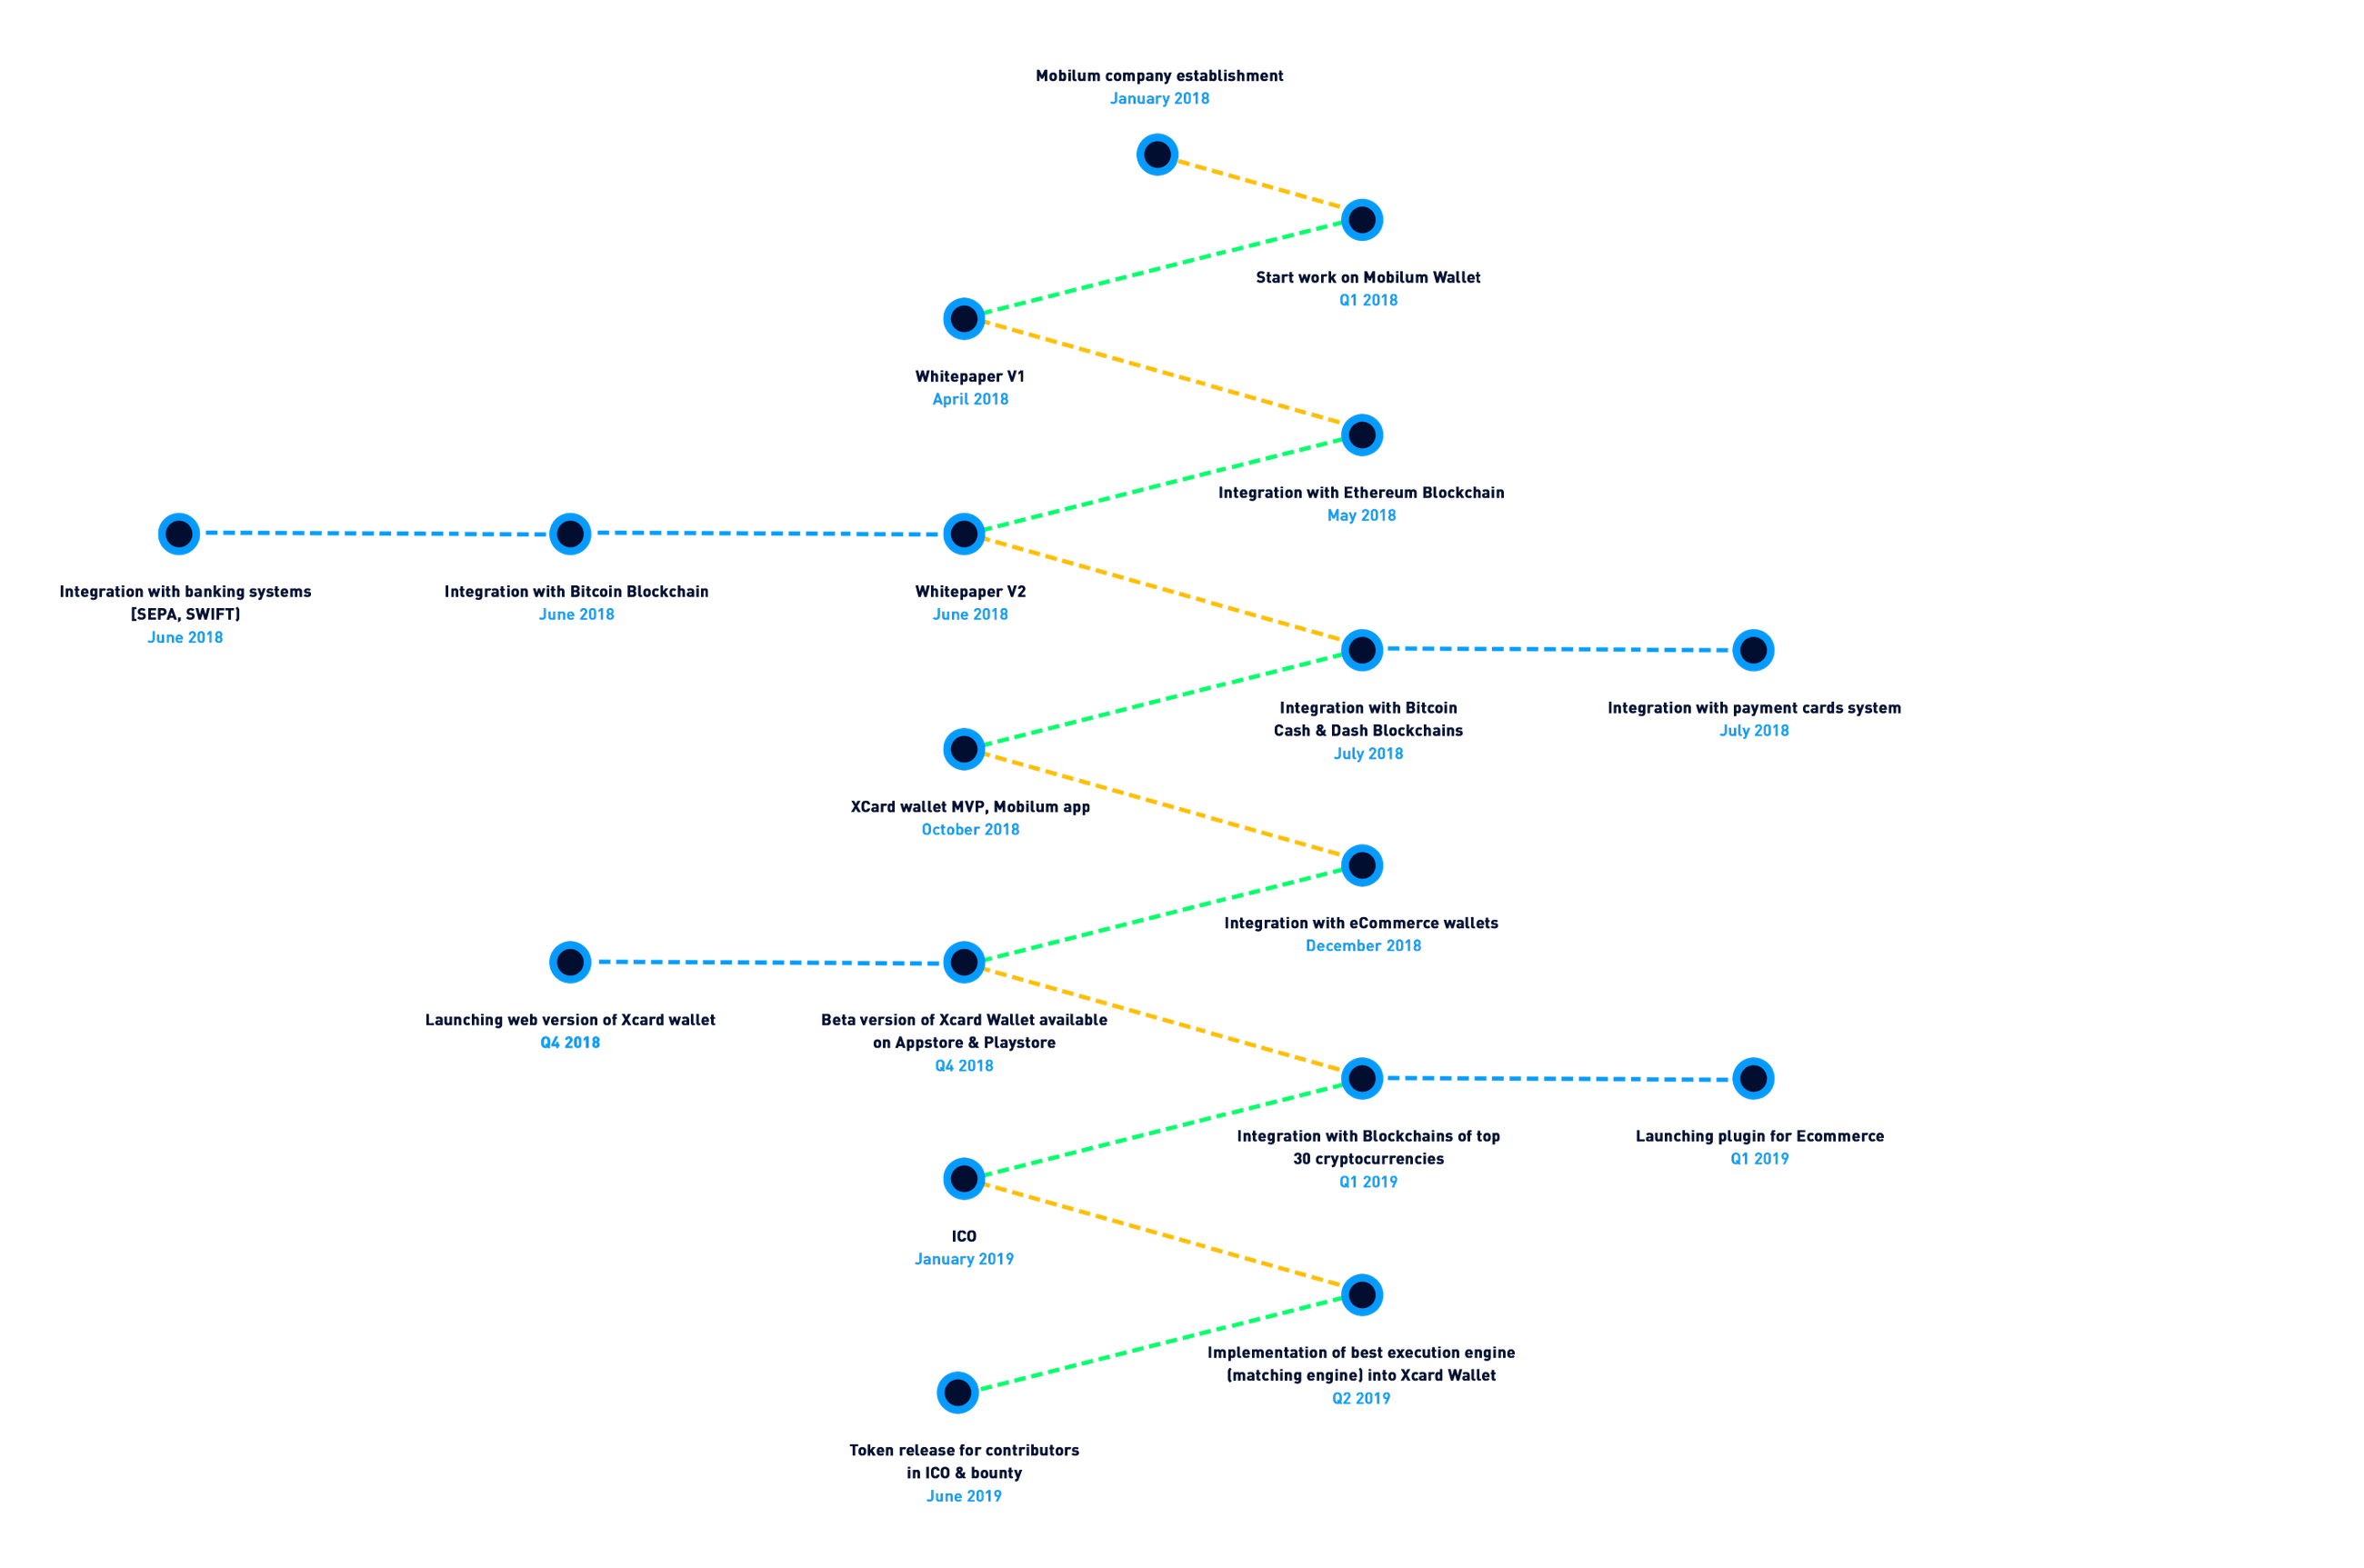 Mobilum company establishment
January 2018
Start work on Mobilum Wallet
Q1 2018
Whitepaper V1
April 2018
Integration with Ethereum Blockchain
May 2018
Integration with banking systems
[SEPA, SWIFT)
June 2018
Integration with Bitcoin Blockchain
June 2018
Whitepaper V2
June 2018
Integration with Bitcoin
Cash & Dash Blockchains
July 2018
Integration with payment cards system
July 2018
XCard wallet MVP, Mobilum app
October 2018
Integration with eCommerce wallets
December 2018
Launching web version of Xcard wallet
Q4 2018
Beta version of Xcard Wallet available
on Appstore & Playstore
Q4 2018
Integration with Blockchains of top
30 cryptocurrencies
Q1 2019
Launching plugin for Ecommerce
Q1 2019
ICO
January 2019
Implementation of best execution engine
(matching engine) into Xcard Wallet
Q2 2019
Token release for contributors
in ICO & bounty
June 2019